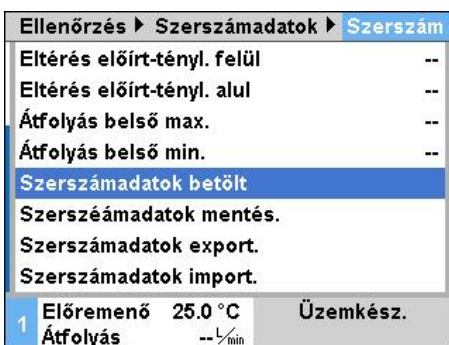 Ellenőrzés ▶ Szerszámadatok ▶ Szerszám
Eltérés előírt-tényl. felül --
Eltérés előírt-tényl. alul --
Átfolyás belső max. --
Átfolyás belső min. --
Szerszámadatok betölt
Szerszéámadatok mentés.
Szerszámadatok export.
Szerszámadatok import.
1 Előremenő 25.0 °C Üzemkész.
Átfolyás -- L/min